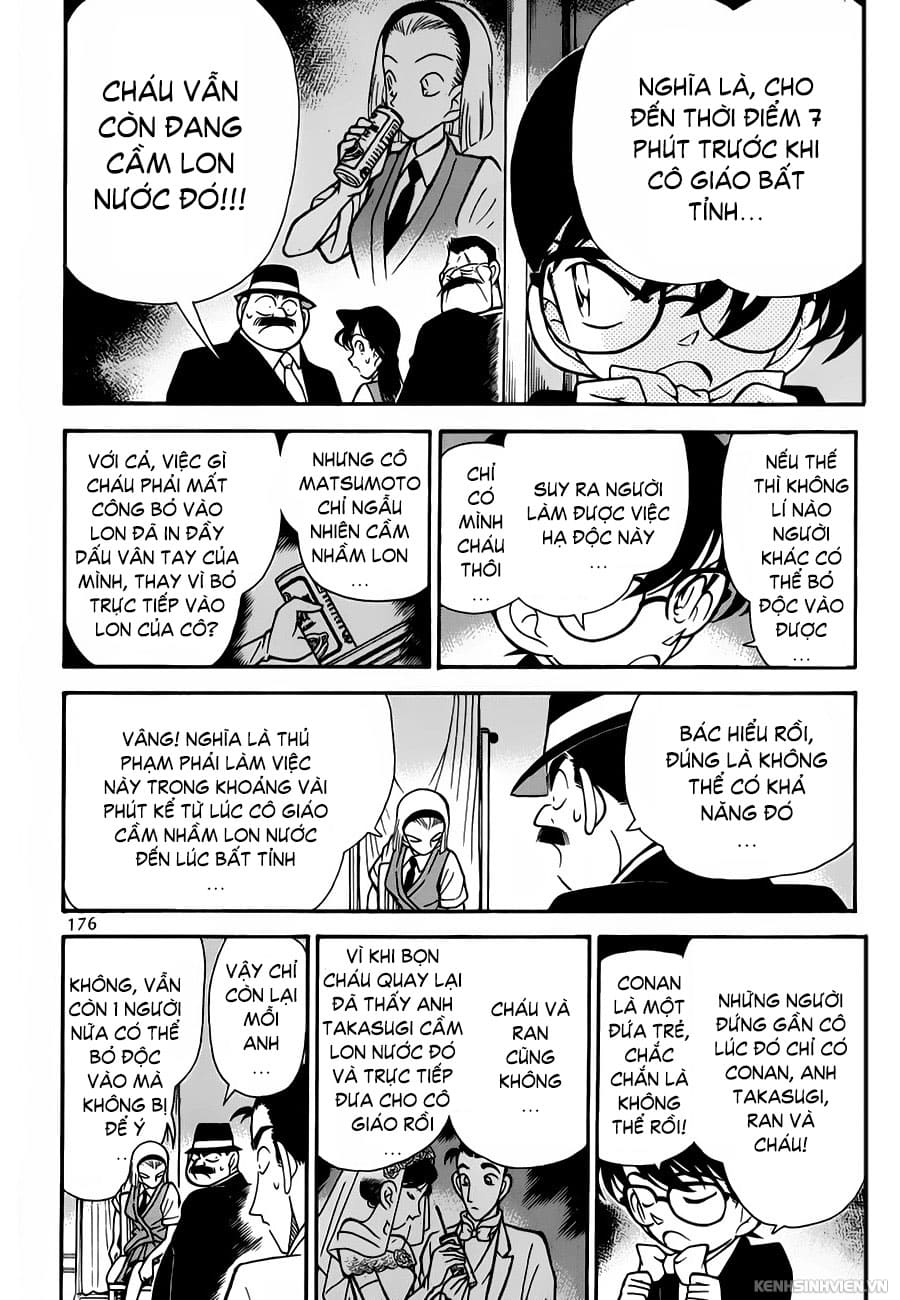 NGHĨA LÀ, CHO
ĐẾN THỜI ĐIỂM 7
PHÚT TRƯỚC KHI
CÔ GIÁO BẤT
TỈNH...
CHÁU VẪN
CÒN ĐANG
CẦM LON
NƯỚC ĐÓ!!!
NẾU THẾ
THÌ KHÔNG
LÍ NÀO
NGƯỜI
KHÁC CÓ
THỂ BỎ
ĐỘC VÀO
ĐƯỢC
...
SUY RA NGƯỜI
LÀM ĐƯỢC VIỆC
HẠ ĐỘC NÀY
...
CHỈ
CÓ
MÌNH
CHÁU
THÔI
...
NHƯNG CÔ
MATSUMOTO
CHỈ NGẪU
NHIÊN CẦM
NHẦM LON
...
VỚI CẢ, VIỆC GÌ
CHÁU PHẢI MẤT
CÔNG BỎ VÀO
LON ĐÃ IN ĐẦY
DẤU VÂN TAY CỦA
MÌNH, THAY VÌ BỎ
TRỰC TIẾP VÀO
LON CỦA CÔ?
BÁC HIỂU RỒI,
ĐÚNG LÀ KHÔNG
THỂ CÓ KHẢ
NĂNG ĐÓ
...
VÂNG! NGHĨA LÀ THỦ
PHẠM PHẢI LÀM VIỆC
NÀY TRONG KHOẢNG VÀI
PHÚT KỂ TỪ LÚC CÔ GIÁO
CẦM NHẦM LON NƯỚC
ĐẾN LÚC BẤT TỈNH
...
176
NHỮNG NGƯỜI
ĐỨNG GẦN CÔ
LÚC ĐÓ CHỈ CÓ
CONAN, ANH
TAKASUGI,
RAN VÀ
CHÁU!
CONAN
LÀ MỘT
ĐỨA TRẺ,
CHẮC
CHẮN LÀ
KHÔNG
THỂ RỒI!
CHÁU VÀ
RAN
CŨNG
KHÔNG
...
VÌ KHI BỌN
CHÁU QUAY LẠI
ĐÃ THẤY ANH
TAKASUGI CẦM
LON NƯỚC ĐÓ
VÀ TRỰC TIẾP
ĐƯA CHO CÔ
GIÁO RỒI ...
VẬY CHỈ
CÒN LẠI
MỖI
ANH
...
KHÔNG, VẪN
CÒN 1 NGƯỜI
NỮA CÓ THỂ
BỎ ĐỘC
VÀO MÀ
KHÔNG BỊ
ĐỂ Ý
...
KENHSINHVIEN.VN